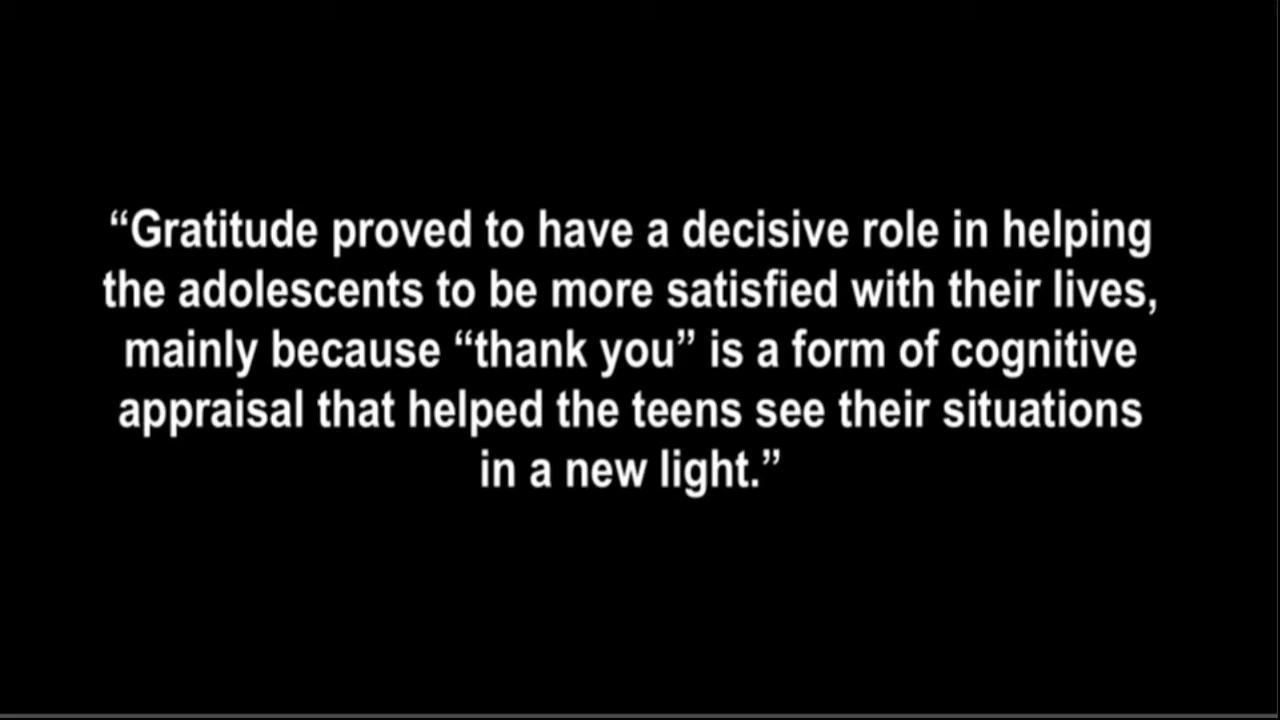 “Gratitude proved to have a decisive role in helping
the adolescents to be more satisfied with their lives,
mainly because “thank you” is a form of cognitive
appraisal that helped the teens see their situations
in a new light.”